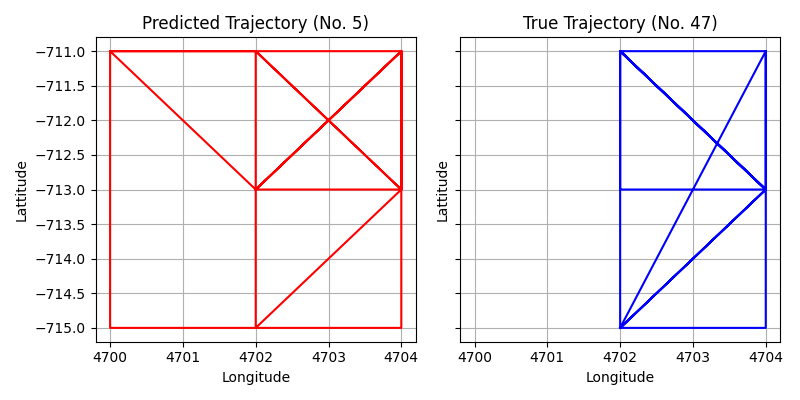 Predicted Trajectory (No. 5)
True Trajectory (No. 47)
−711.0
−711.5
−712.0
−712.5
−713.0
−713.5
−714.0
−714.5
−715.0
Lattitude
Lattitude
4700 4701 4702 4703 4704
4700 4701 4702 4703 4704
Longitude
Longitude